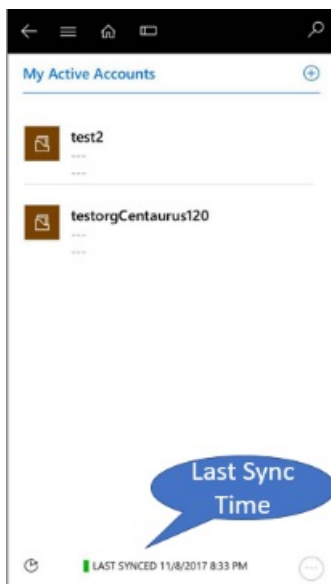 My Active Accounts
test2
---
---
testorgCentaurus120
---
---
Last Sync
Time
LAST SYNCED 11/8/2017 8:33 PM